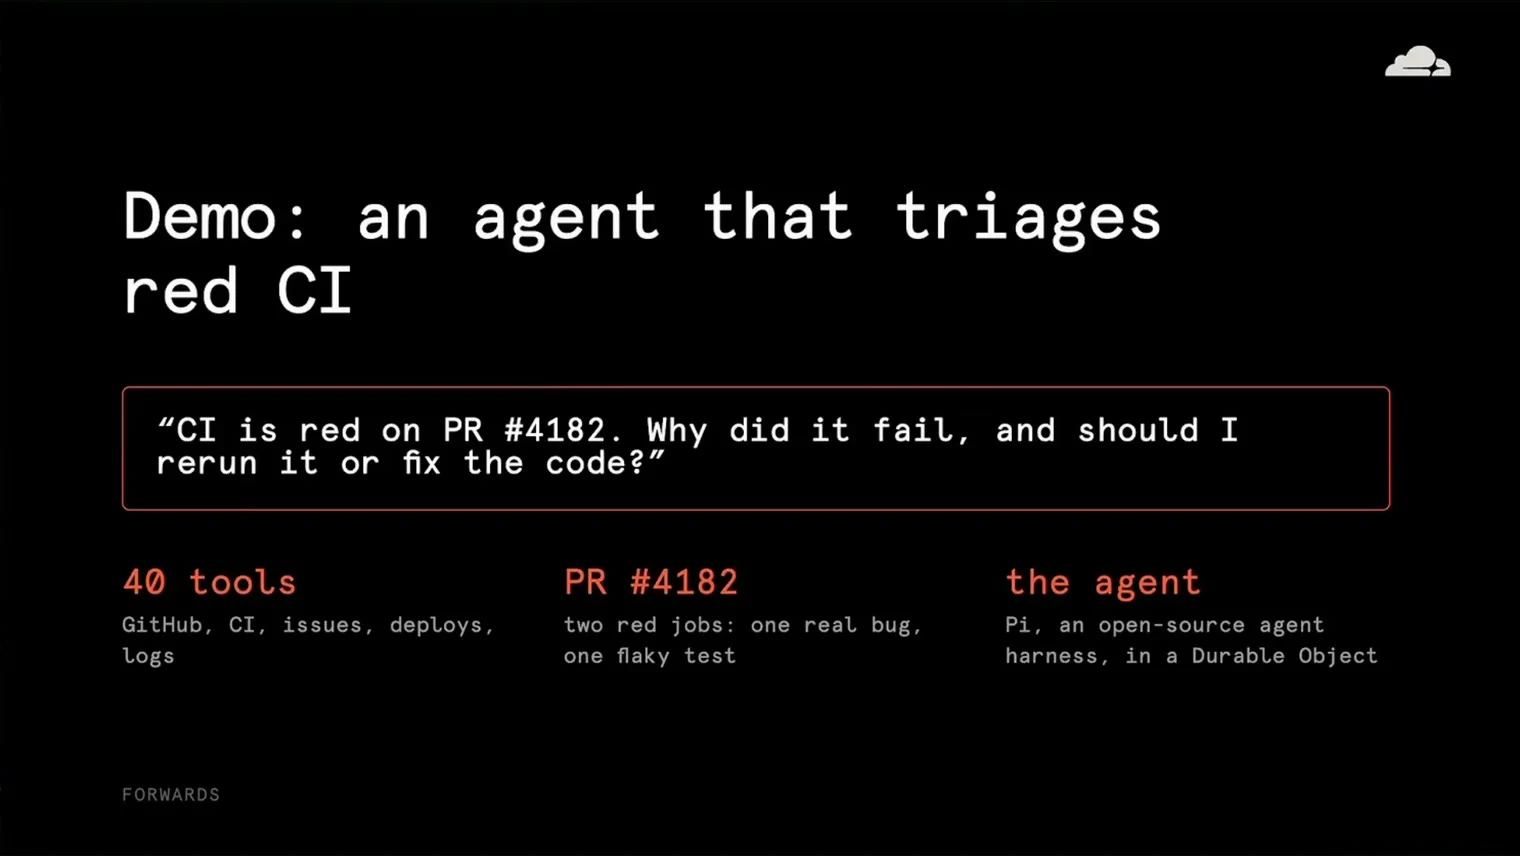 Demo: an agent that triages
red CI
“CI is red on PR #4182. Why did it fail, and should I
rerun it or fix the code?”
40 tools
GitHub, CI, issues, deploys,
logs
PR #4182
two red jobs: one real bug,
one flaky test
the agent
Pi, an open-source agent
harness, in a Durable Object
FORWARDS